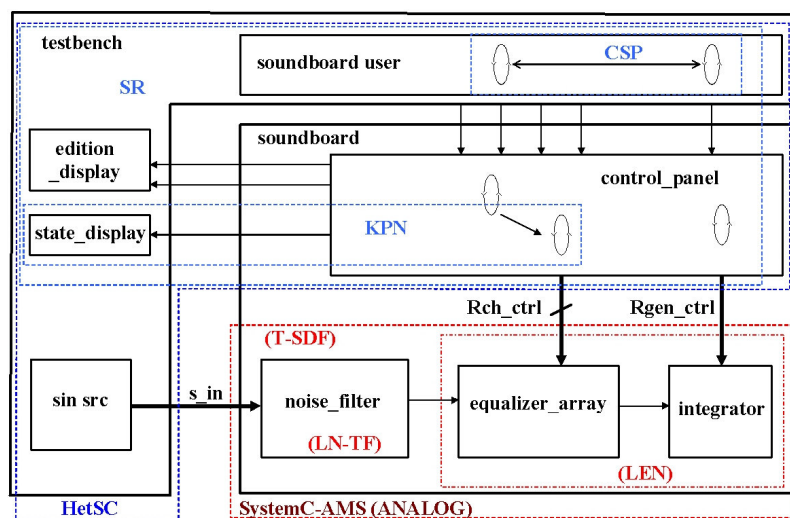 testbench
soundboard user
CSP
SR
soundboard
edition
_display
control_panel
state_display
KPN
Rch_ctrl
Rgen_ctrl
(T-SDF)
sin src
s_in
noise_filter
equalizer_array
integrator
(LN-TF)
(LEN)
HetSC
SystemC-AMS (ANALOG)